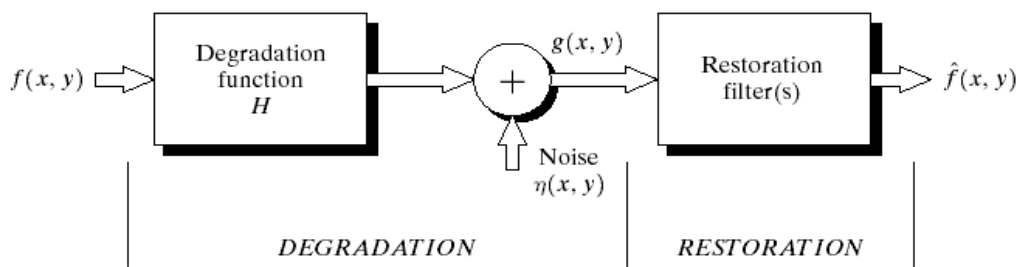 f(x, y)
Degradation
function
H
+
Noise
η(x, y)
g(x, y)
Restoration
filter(s)
f̂(x, y)
DEGRADATION
RESTORATION